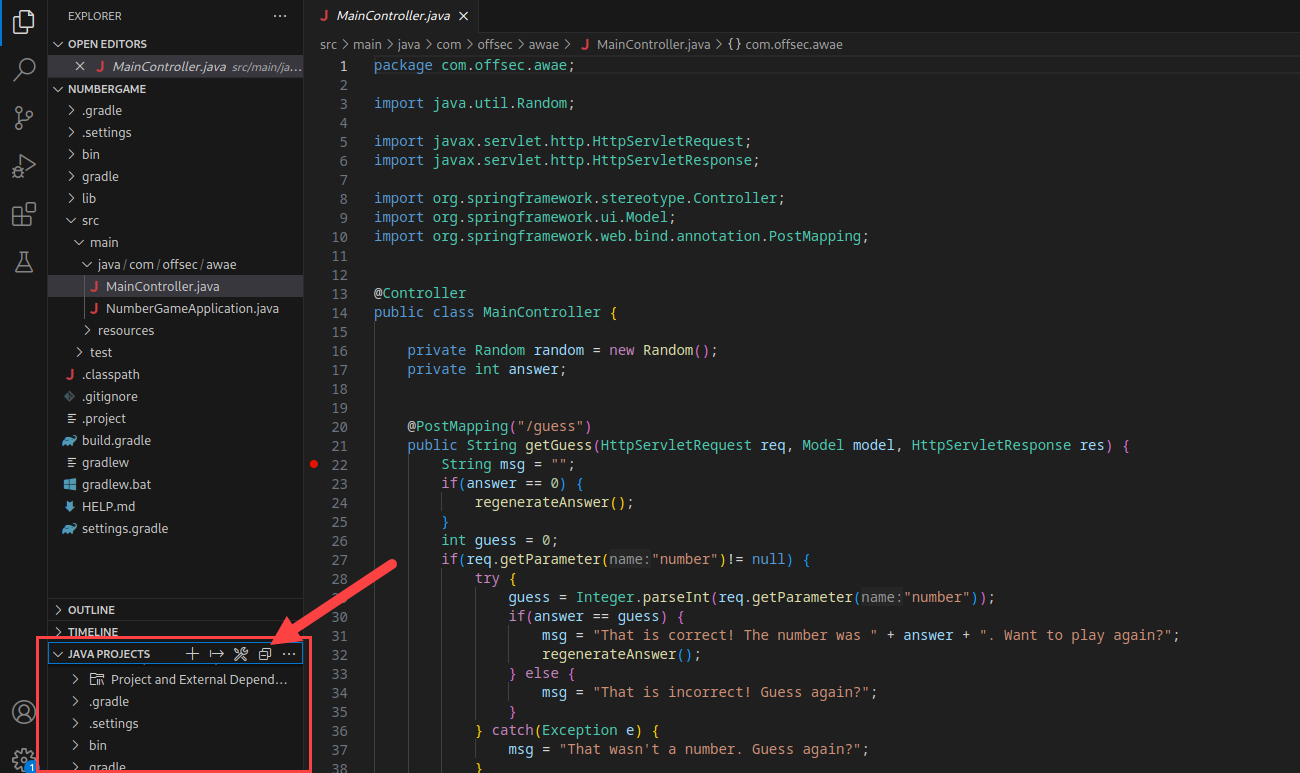 EXPLORER
OPEN EDITORS
MainController.java src/main/ja...
NUMBERGAME
.gradle
.settings
bin
gradle
lib
src
main
java / com / offsec / awae
MainController.java
NumberGameApplication.java
resources
test
.classpath
.gitignore
.project
build.gradle
gradlew
gradlew.bat
HELP.md
settings.gradle
OUTLINE
TIMELINE
JAVA PROJECTS
Project and External Depend...
.gradle
.settings
bin
gradle
1
MainController.java
src > main > java > com > offsec > awae > MainController.java > {} com.offsec.awae
1 package com.offsec.awae;
2
3 import java.util.Random;
4
5 import javax.servlet.http.HttpServletRequest;
6 import javax.servlet.http.HttpServletResponse;
7
8 import org.springframework.stereotype.Controller;
9 import org.springframework.ui.Model;
10 import org.springframework.web.bind.annotation.PostMapping;
11
12
13 @Controller
14 public class MainController {
15
16 private Random random = new Random();
17 private int answer;
18
19
20 @PostMapping("/guess")
21 public String getGuess(HttpServletRequest req, Model model, HttpServletResponse res) {
22 String msg = "";
23 if(answer == 0) {
24 regenerateAnswer();
25 }
26 int guess = 0;
27 if(req.getParameter(name:"number")!= null) {
28 try {
guess = Integer.parseInt(req.getParameter(name:"number"));
30 if(answer == guess) {
31 msg = "That is correct! The number was " + answer + ". Want to play again?";
32 regenerateAnswer();
33 } else {
34 msg = "That is incorrect! Guess again?";
35 }
36 } catch(Exception e) {
37 msg = "That wasn't a number. Guess again?";
38 }